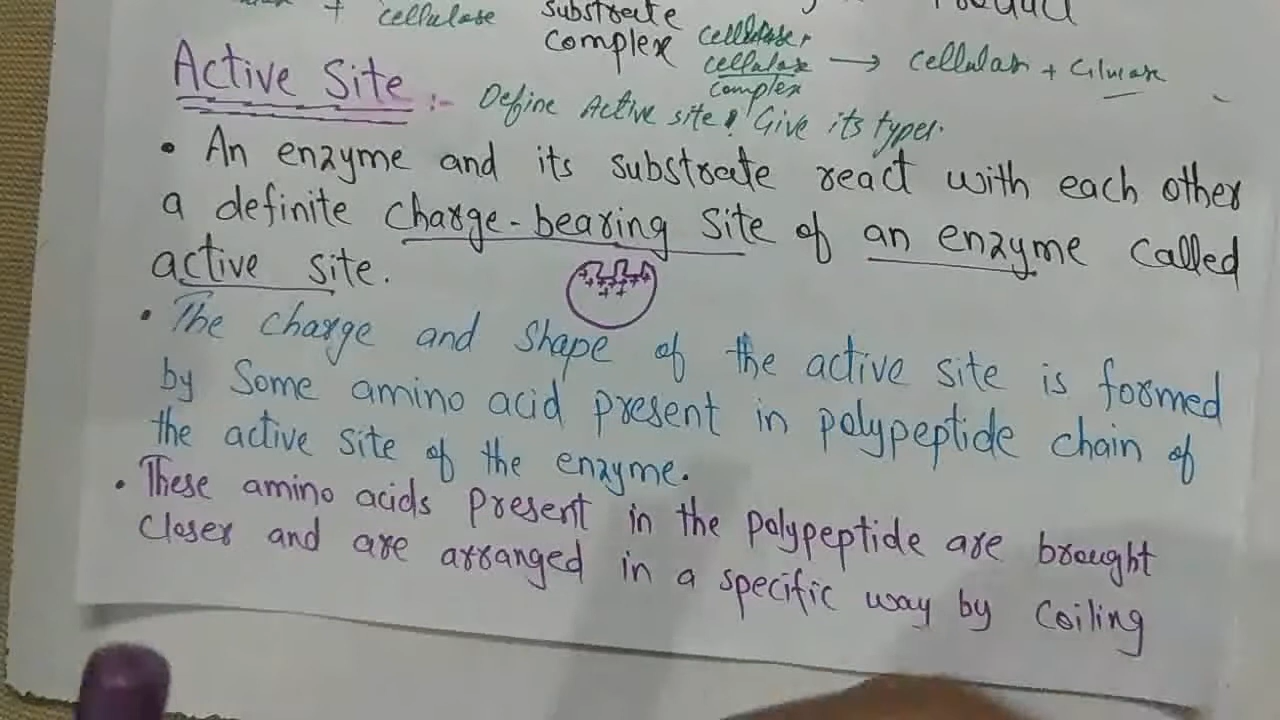 + cellulase substrate
complex cellulase,
cellulase → cellulase + Glucose
complex
Active Site :- Define Active site? Give its types.
• An enzyme and its substrate react with each other
a definite charge-bearing site of an enzyme called
active site.
• The charge and shape of the active site is formed
by some amino acid present in polypeptide chain of
the active site of the enzyme.
• These amino acids present in the polypeptide are brought
closer and are arranged in a specific way by coiling